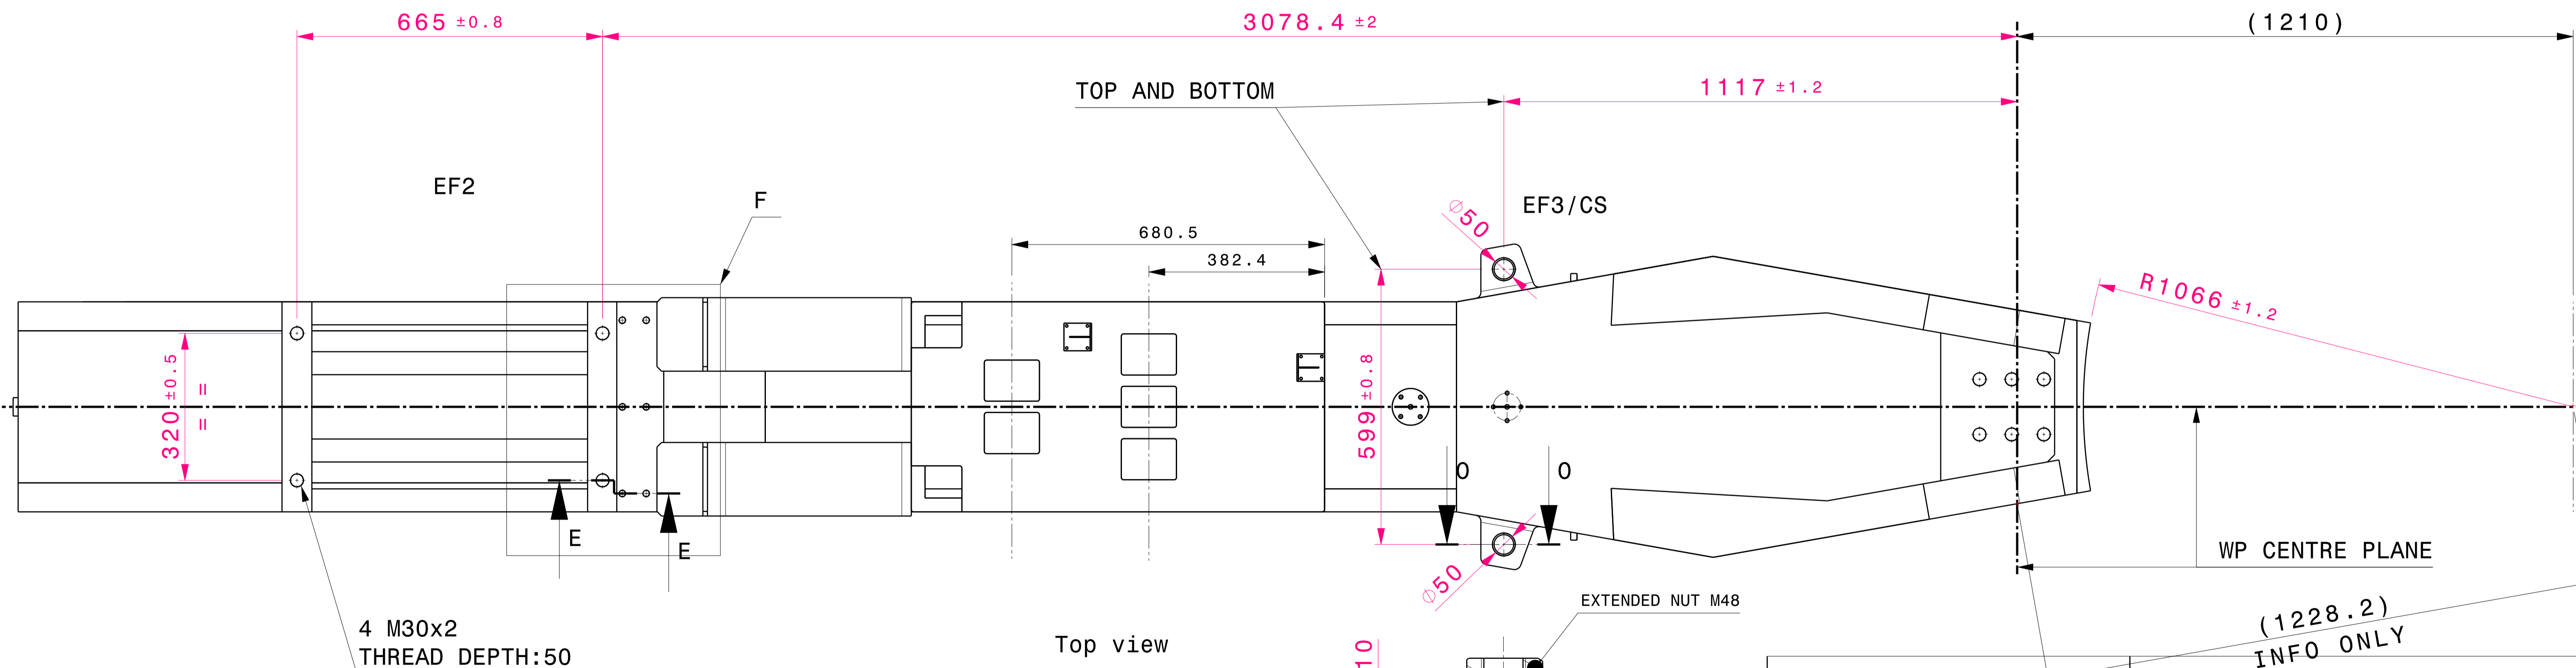 665 ±0.8
3078.4 ±2
(1210)
TOP AND BOTTOM
1117 ±1.2
EF2
F
EF3/CS
⌀50
680.5
382.4
R1066 ±1.2
320 ±0.5
= =
599 ±0.8
O
O
E
E
WP CENTRE PLANE
⌀50
EXTENDED NUT M48
4 M30x2
THREAD DEPTH:50
Top view
10
(1228.2)
INFO ONLY